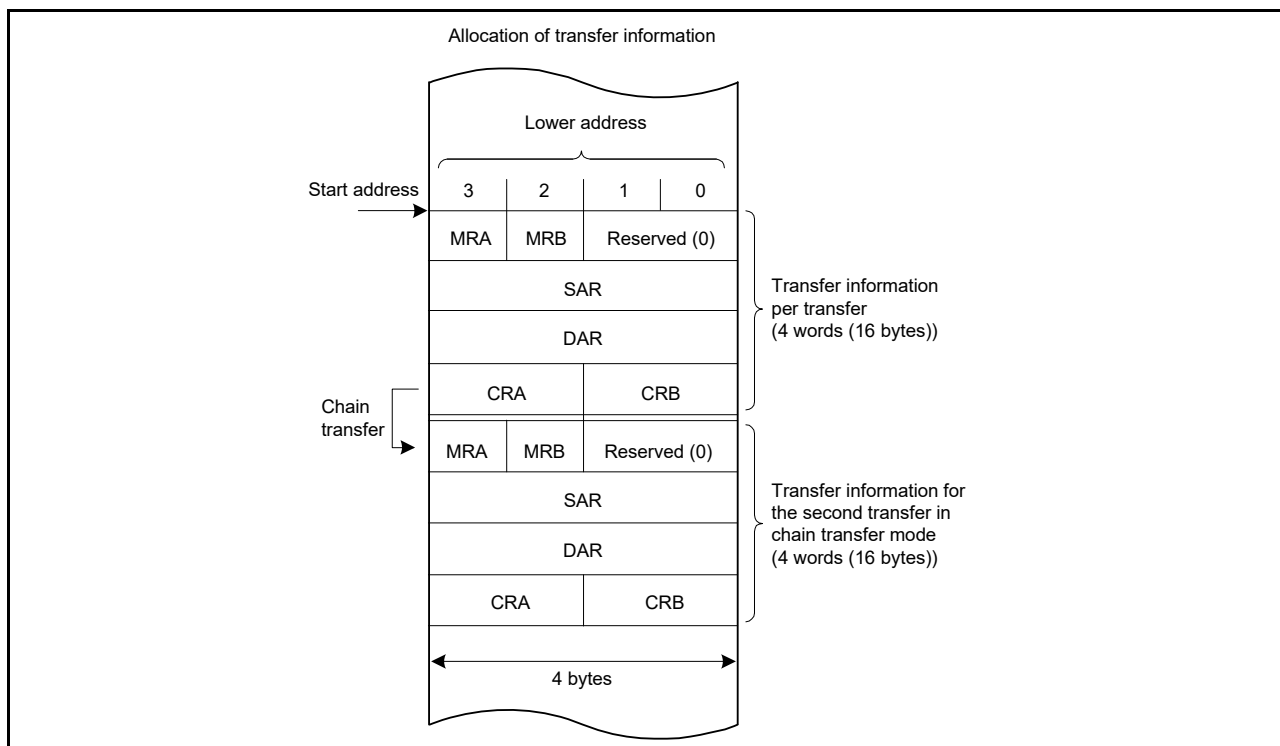 Allocation of transfer information
Lower address
Start address
3 2 1 0
MRA MRB Reserved (0)
SAR
DAR
CRA CRB
Transfer information
per transfer
(4 words (16 bytes))
Chain
transfer
MRA MRB Reserved (0)
SAR
DAR
CRA CRB
Transfer information for
the second transfer in
chain transfer mode
(4 words (16 bytes))
4 bytes